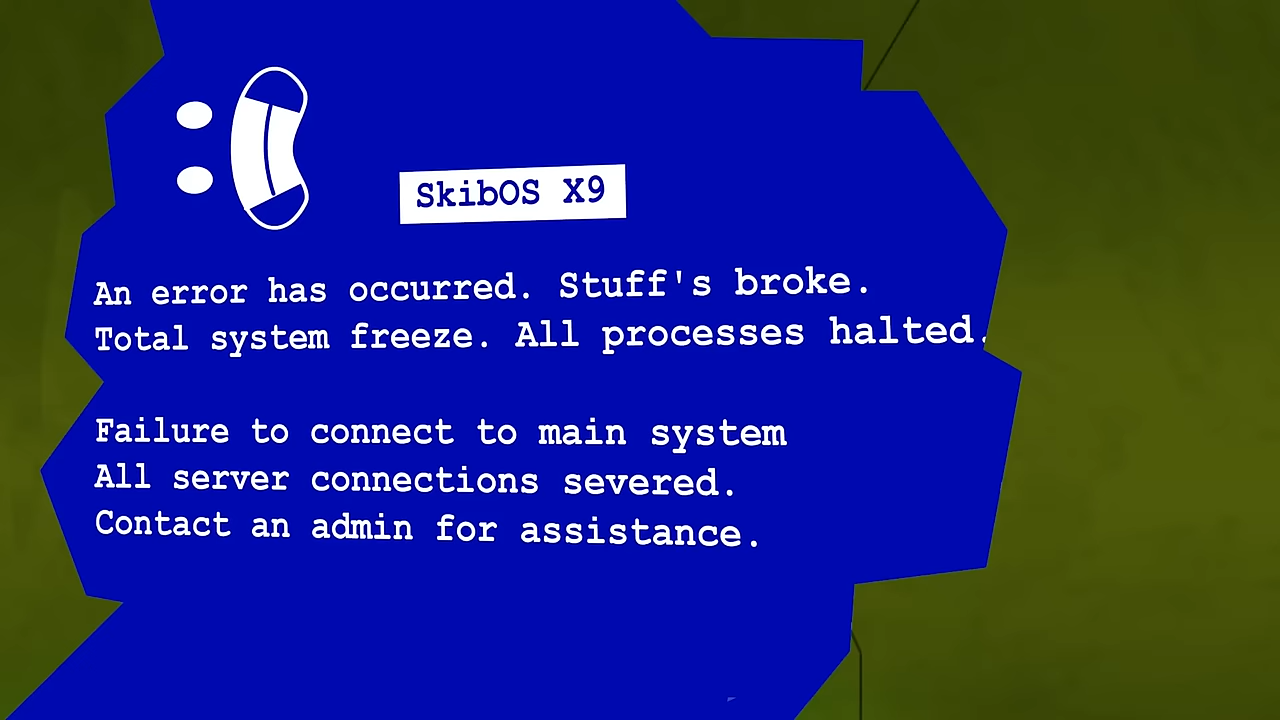 SkibOS X9
An error has occurred. Stuff's broke.
Total system freeze. All processes halted.
Failure to connect to main system
All server connections severed.
Contact an admin for assistance.